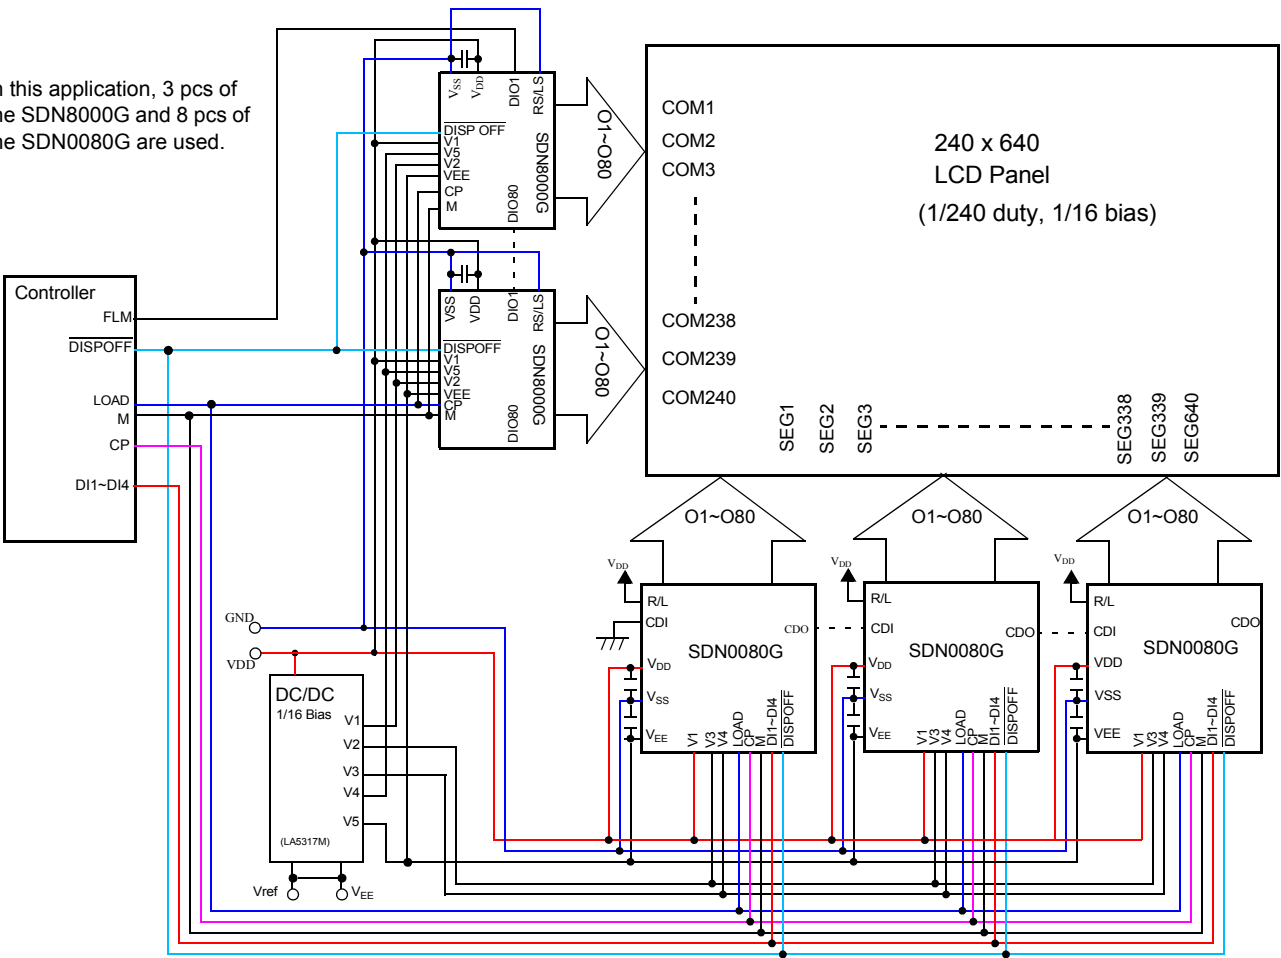 n this application, 3 pcs of
ne SDN8000G and 8 pcs of
ne SDN0080G are used.
VSS
VDD
DIO1
RS/LS
DISP OFF
V1
V5
V2
VEE
CP
M
DIO80
SDN8000G
O1~O80
VSS
VDD
DIO1
RS/LS
DISPOFF
V1
V5
V2
VEE
CP
M
DIO80
SDN8000G
O1~O80
COM1
COM2
COM3
COM238
COM239
COM240
240 x 640
LCD Panel
(1/240 duty, 1/16 bias)
SEG1
SEG2
SEG3
SEG338
SEG339
SEG640
Controller
FLM
DISPOFF
LOAD
M
CP
DI1~DI4
GND
VDD
DC/DC
1/16 Bias
V1
V2
V3
V4
V5
(LA5317M)
Vref
VEE
O1~O80
O1~O80
O1~O80
VDD
R/L
CDI
CDO
SDN0080G
VDD
VSS
VEE
V1
V3
V4
LOAD
CP
M
DI1~DI4
DISPOFF
VDD
R/L
CDI
CDO
SDN0080G
VDD
VSS
VEE
V1
V3
V4
LOAD
CP
M
DI1~DI4
DISPOFF
VDD
R/L
CDI
CDO
SDN0080G
VDD
VSS
VEE
V1
V3
V4
LOAD
CP
M
DI1~DI4
DISPOFF